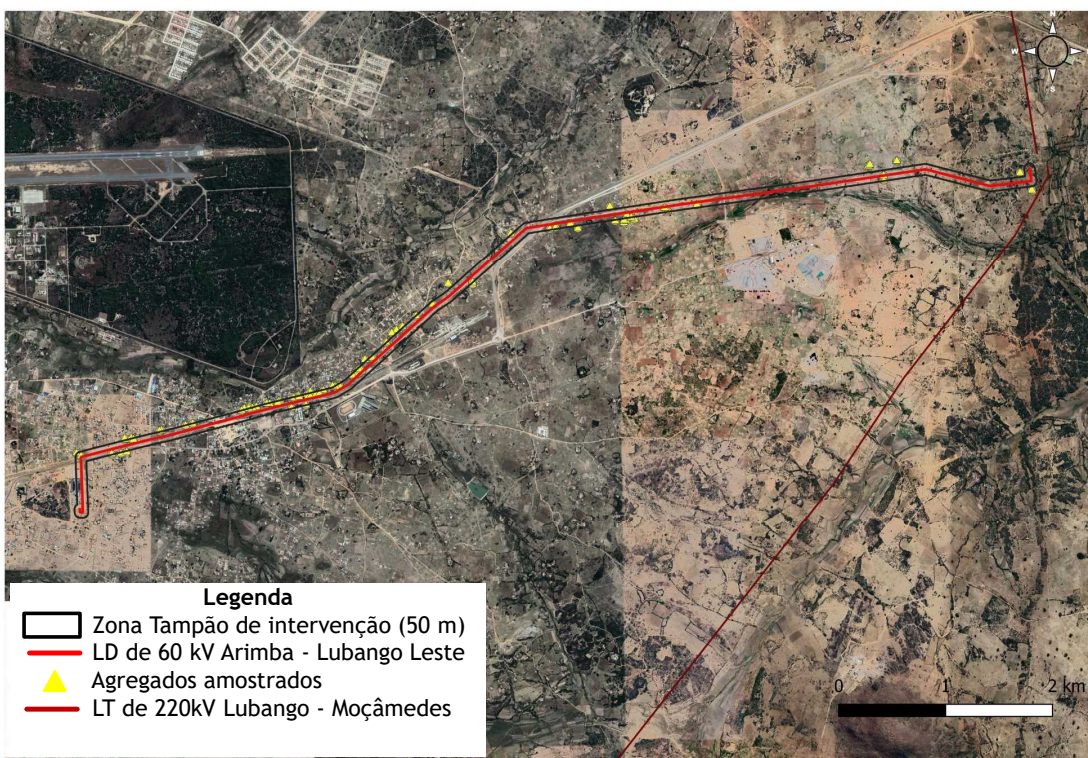 N
W
S
Legenda
Zona Tampão de intervenção (50 m)
LD de 60 kV Arimba - Lubango Leste
Agregados amostrados
LT de 220kV Lubango - Moçâmedes
0 1 2 km